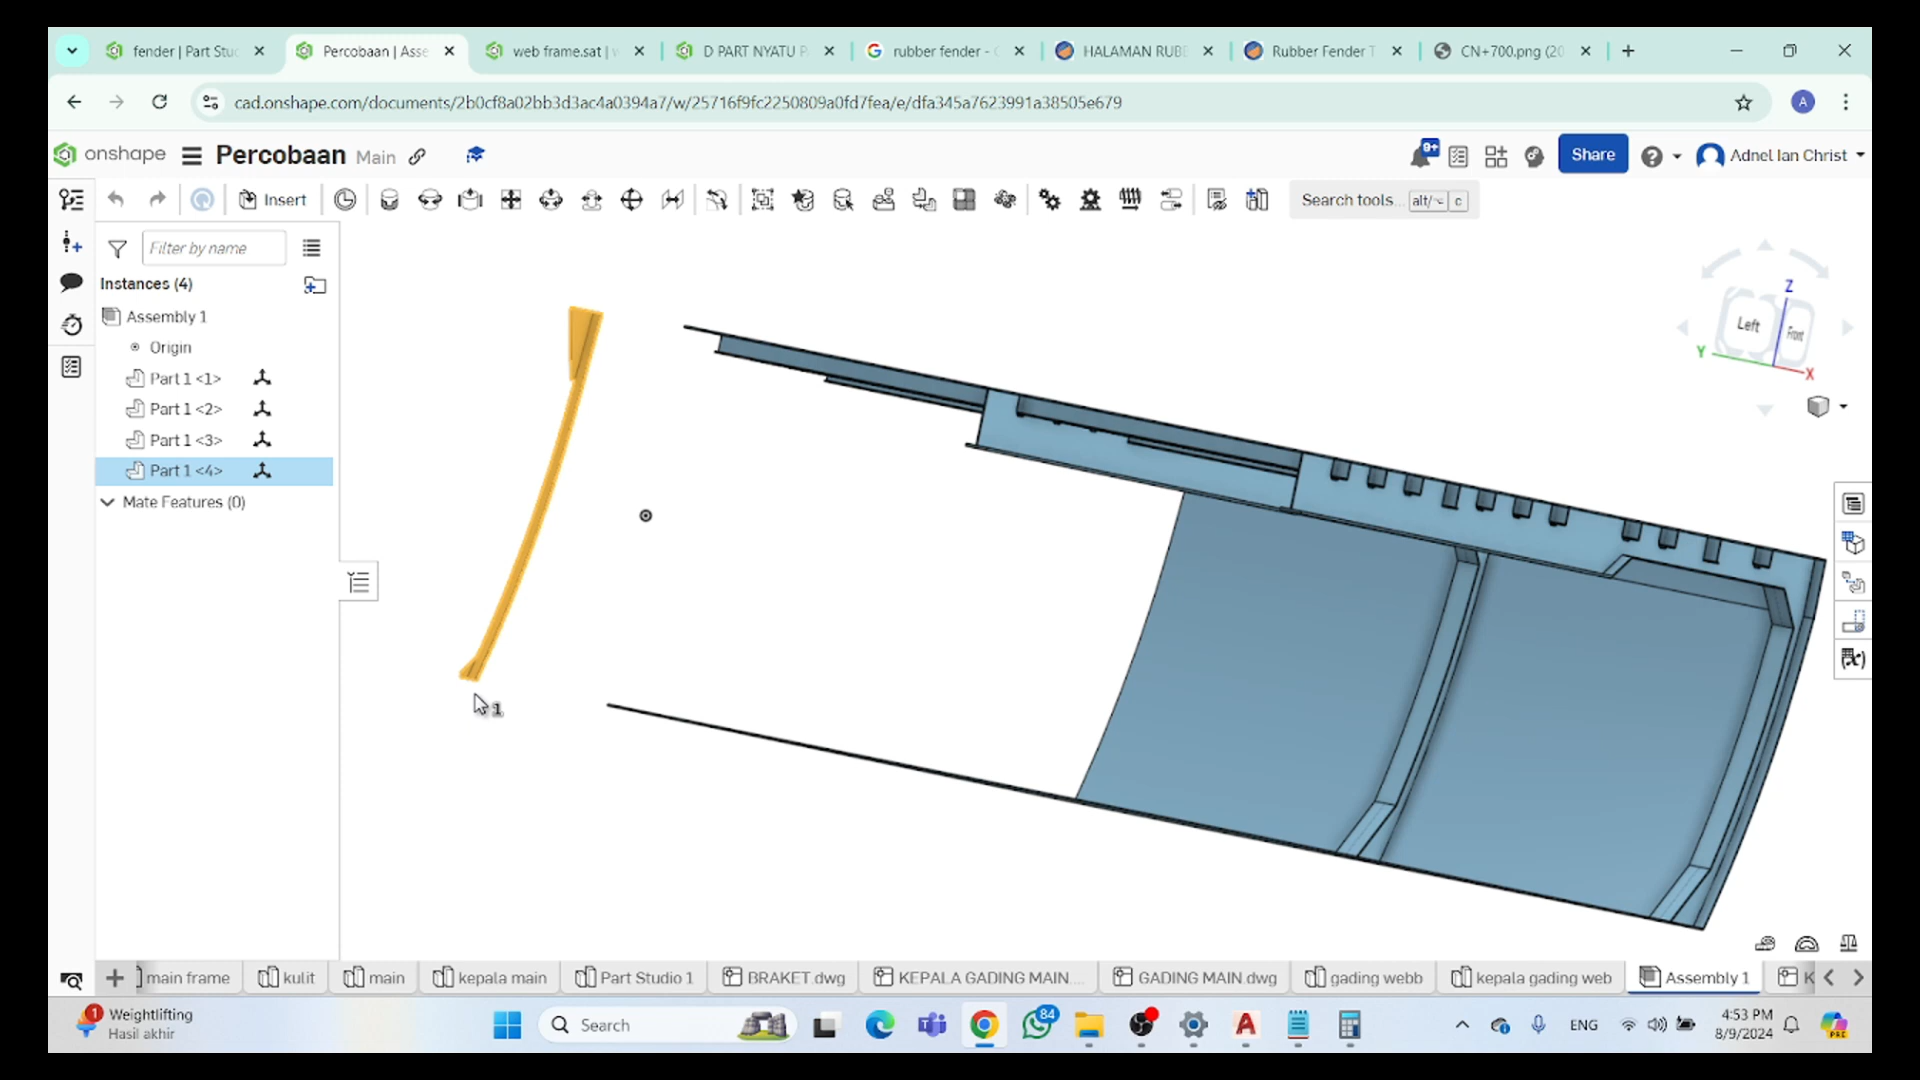 fender | Part Stu
Percobaan | Asse
web frame.sat | w
D PART NYATU P
rubber fender - G
HALAMAN RUBB
Rubber Fender T
CN+700.png (20
cad.onshape.com/documents/2b0cf8a02bb3d3ac4a0394a7/w/25716f9fc2250809a0fd7fea/e/dfa345a7623991a38505e679
A
onshape
Percobaan Main
9+
Share
Adnel Ian Christ
Insert
Search tools... alt/⌥ c
Filter by name
Instances (4)
Assembly 1
Origin
Part 1 <1>
Part 1 <2>
Part 1 <3>
Part 1 <4>
Mate Features (0)
1
Z
Left
Front
Y
X
main frame
kulit
main
kepala main
Part Studio 1
BRAKET dwg
KEPALA GADING MAIN....
GADING MAIN.dwg
gading webb
kepala gading web
Assembly 1
K
1
Weightlifting
Hasil akhir
Search
84
ENG
4:53 PM
8/9/2024
PRE